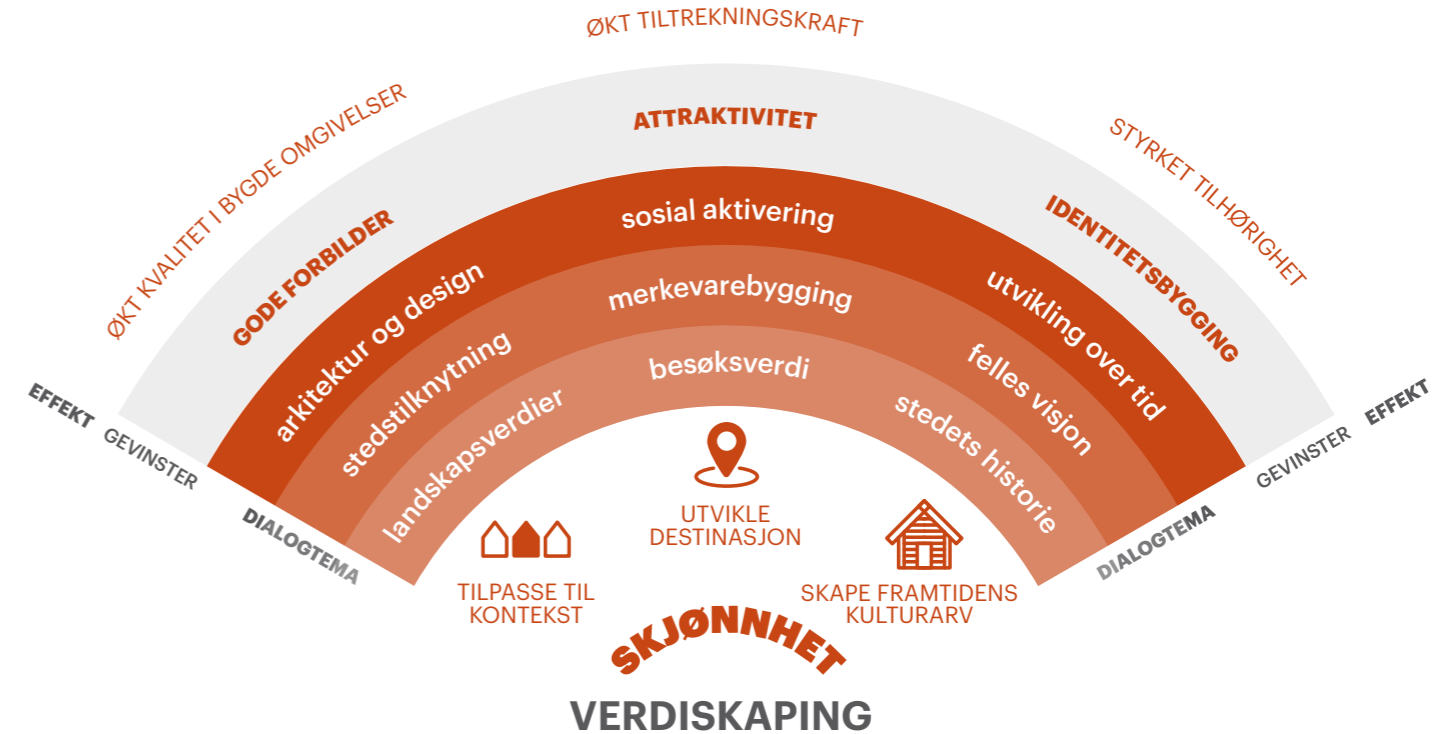 ØKT TILTREKNINGSKRAFT
ØKT KVALITET I BYGDE OMGIVELSER
STYRKET TILHØRIGHET
ATTRAKTIVITET
GODE FORBILDER
IDENTITETSBYGGING
sosial aktivering
arkitektur og design
utvikling over tid
merkevarebygging
stedstilknytning
felles visjon
besøksverdi
landskapsverdier
stedets historie
EFFEKT
GEVINSTER
DIALOGTEMA
EFFEKT
GEVINSTER
DIALOGTEMA
UTVIKLE
DESTINASJON
TILPASSE TIL
KONTEKST
SKAPE FRAMTIDENS
KULTURARV
SKJØNNHET
VERDISKAPING